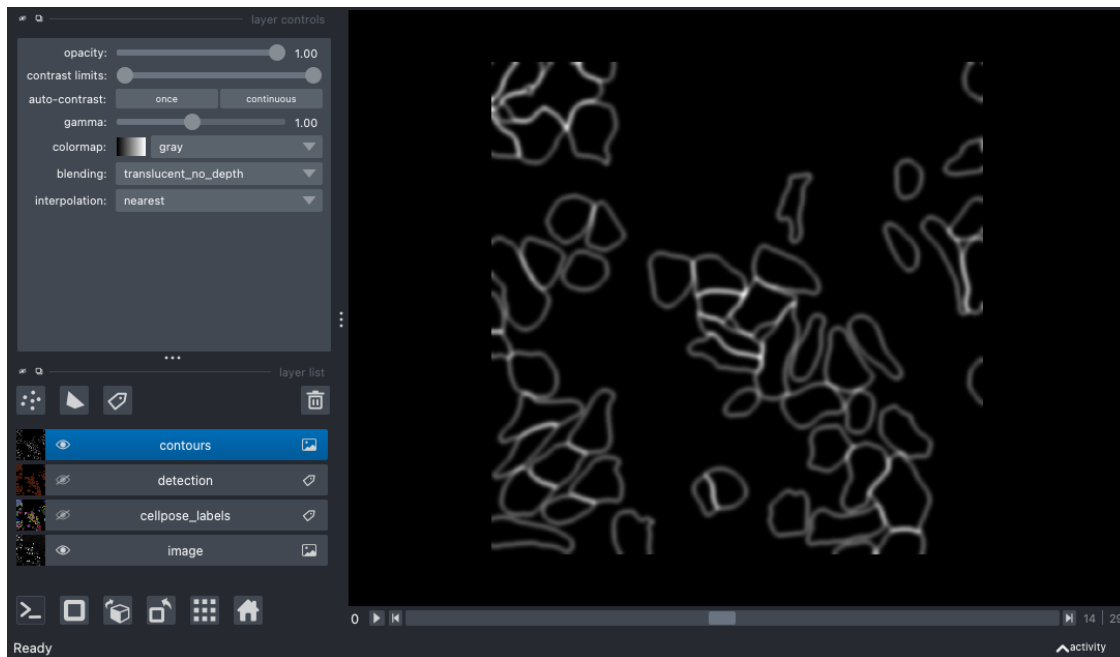 layer controls
opacity: 1.00
contrast limits:
auto-contrast: once continuous
gamma: 1.00
colormap: gray
blending: translucent_no_depth
interpolation: nearest
layer list
contours
detection
cellpose_labels
image
0 14 29
Ready activity